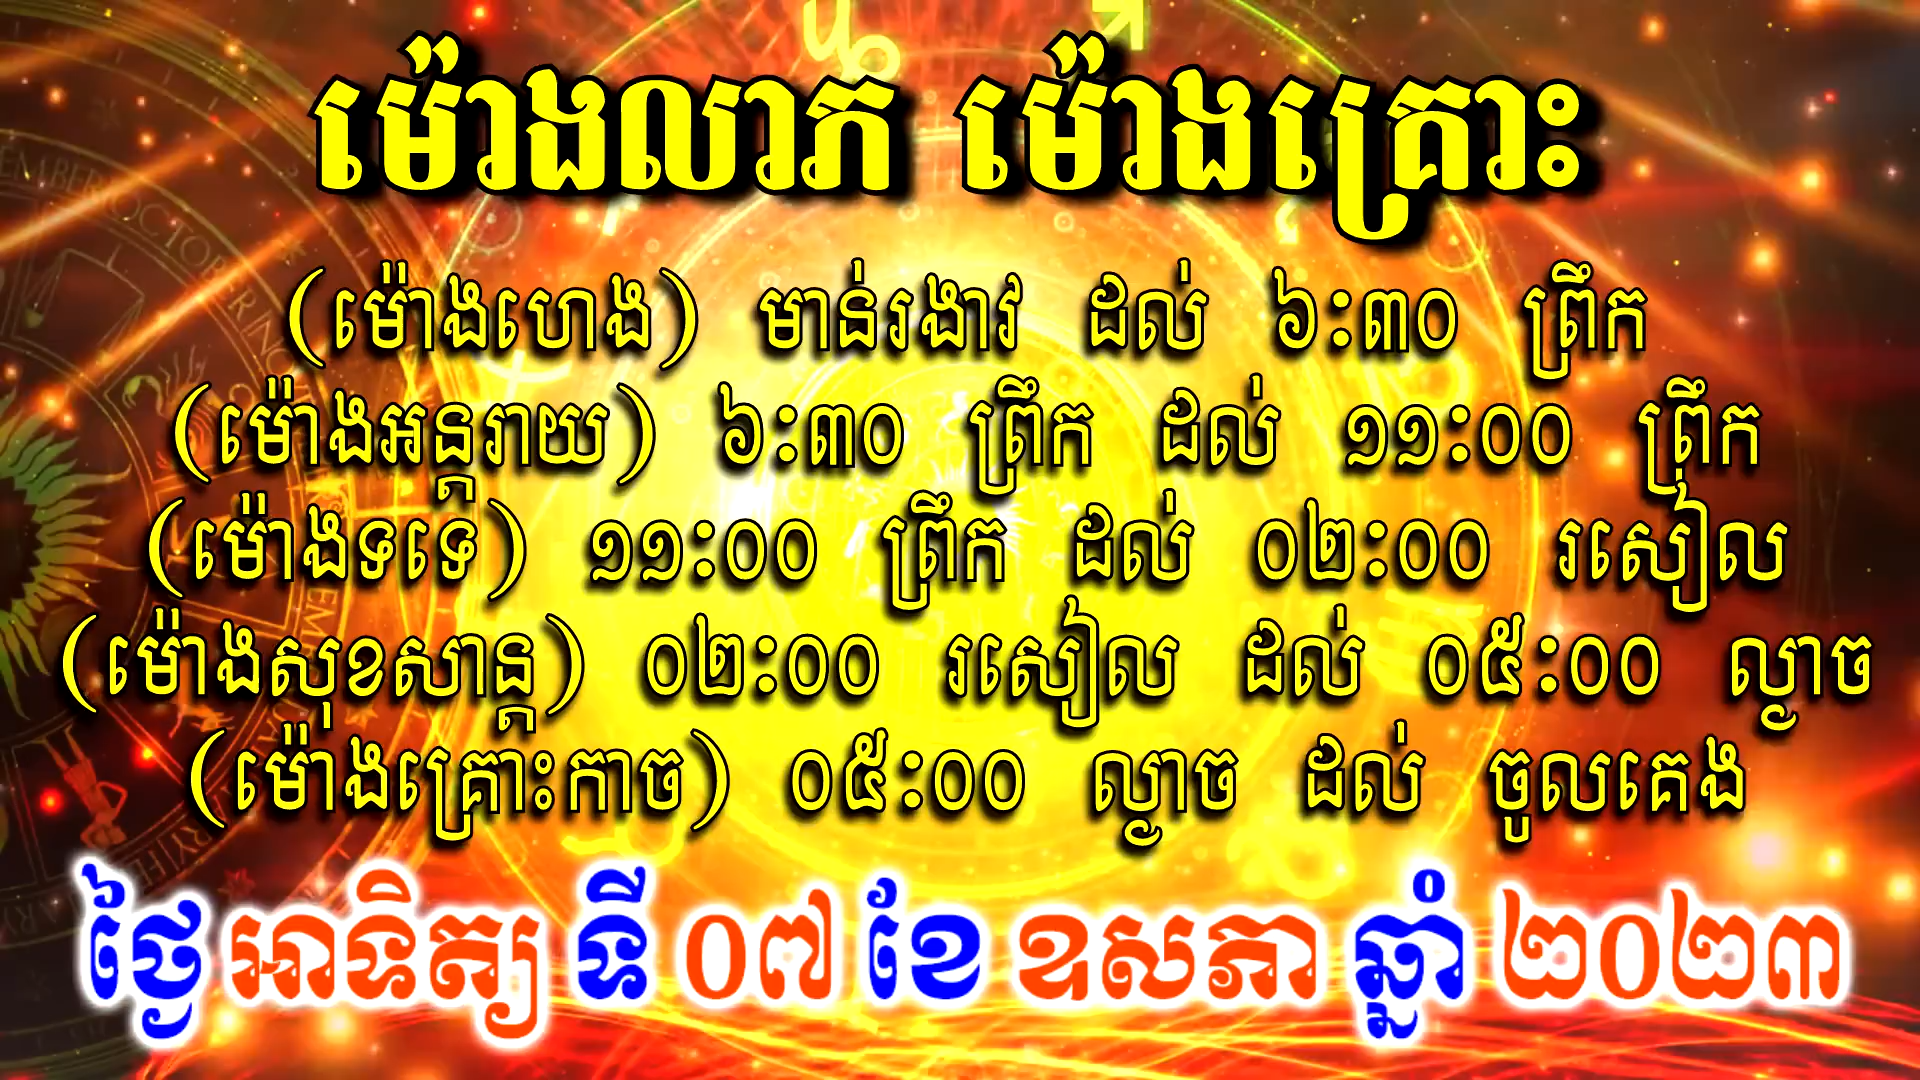 ម៉ោងលាភ ម៉ោងគ្រោះ
(ម៉ោងហេង) មាន់រងាវ ដល់ ៦:៣០ ព្រឹក
(ម៉ោងអន្តរាយ) ៦:៣០ ព្រឹក ដល់ ១១:០០ ព្រឹក
(ម៉ោងទទេ) ១១:០០ ព្រឹក ដល់ ០២:០០ រសៀល
(ម៉ោងសុខសាន្ត) ០២:០០ រសៀល ដល់ ០៥:០០ ល្ងាច
(ម៉ោងគ្រោះកាច) ០៥:០០ ល្ងាច ដល់ ចូលគេង
ថ្ងៃ អាទិត្យ ទី ០៧ ខែ ឧសភា ឆ្នាំ ២០២៣